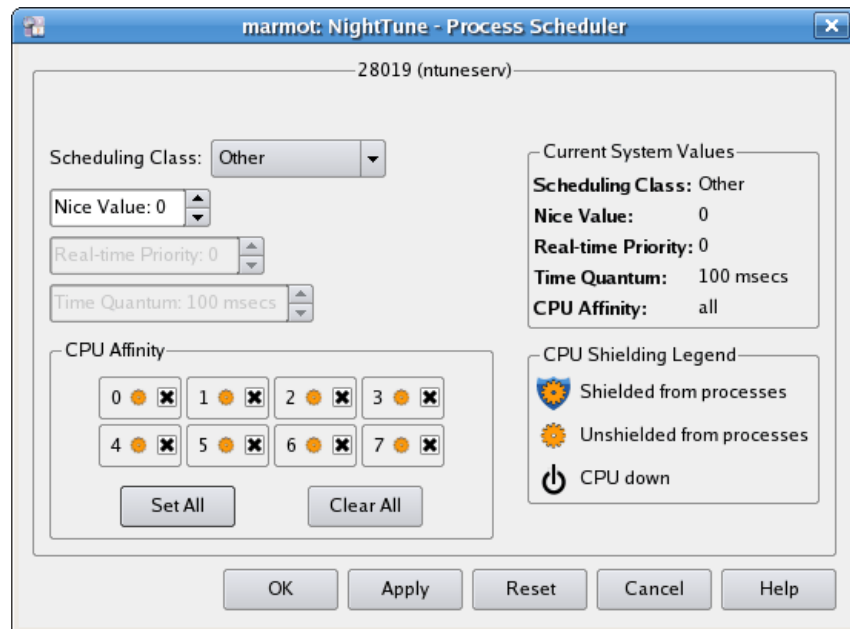 marmot: NightTune - Process Scheduler
28019 (ntuneserv)
Scheduling Class: Other
Nice Value: 0
Real-time Priority: 0
Time Quantum: 100 msecs
Current System Values
Scheduling Class: Other
Nice Value: 0
Real-time Priority: 0
Time Quantum: 100 msecs
CPU Affinity: all
CPU Affinity
0 1 2 3
4 5 6 7
Set All Clear All
CPU Shielding Legend
Shielded from processes
Unshielded from processes
CPU down
OK Apply Reset Cancel Help